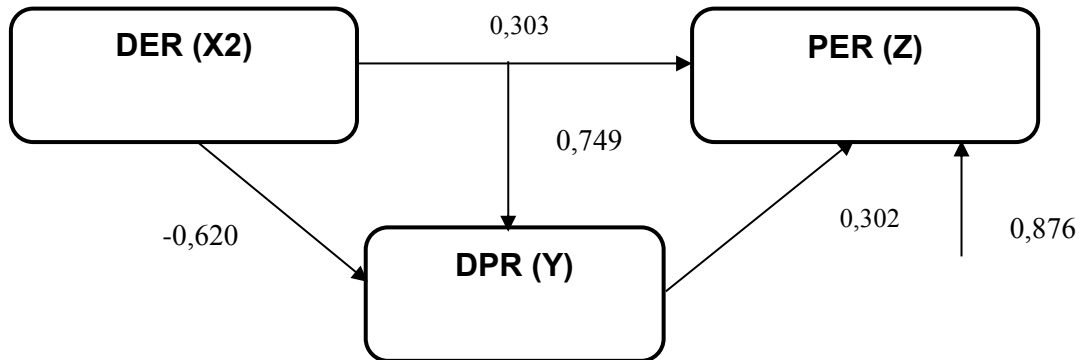 0,303
DER (X2)
PER (Z)
0,749
-0,620
0,302
0,876
DPR (Y)